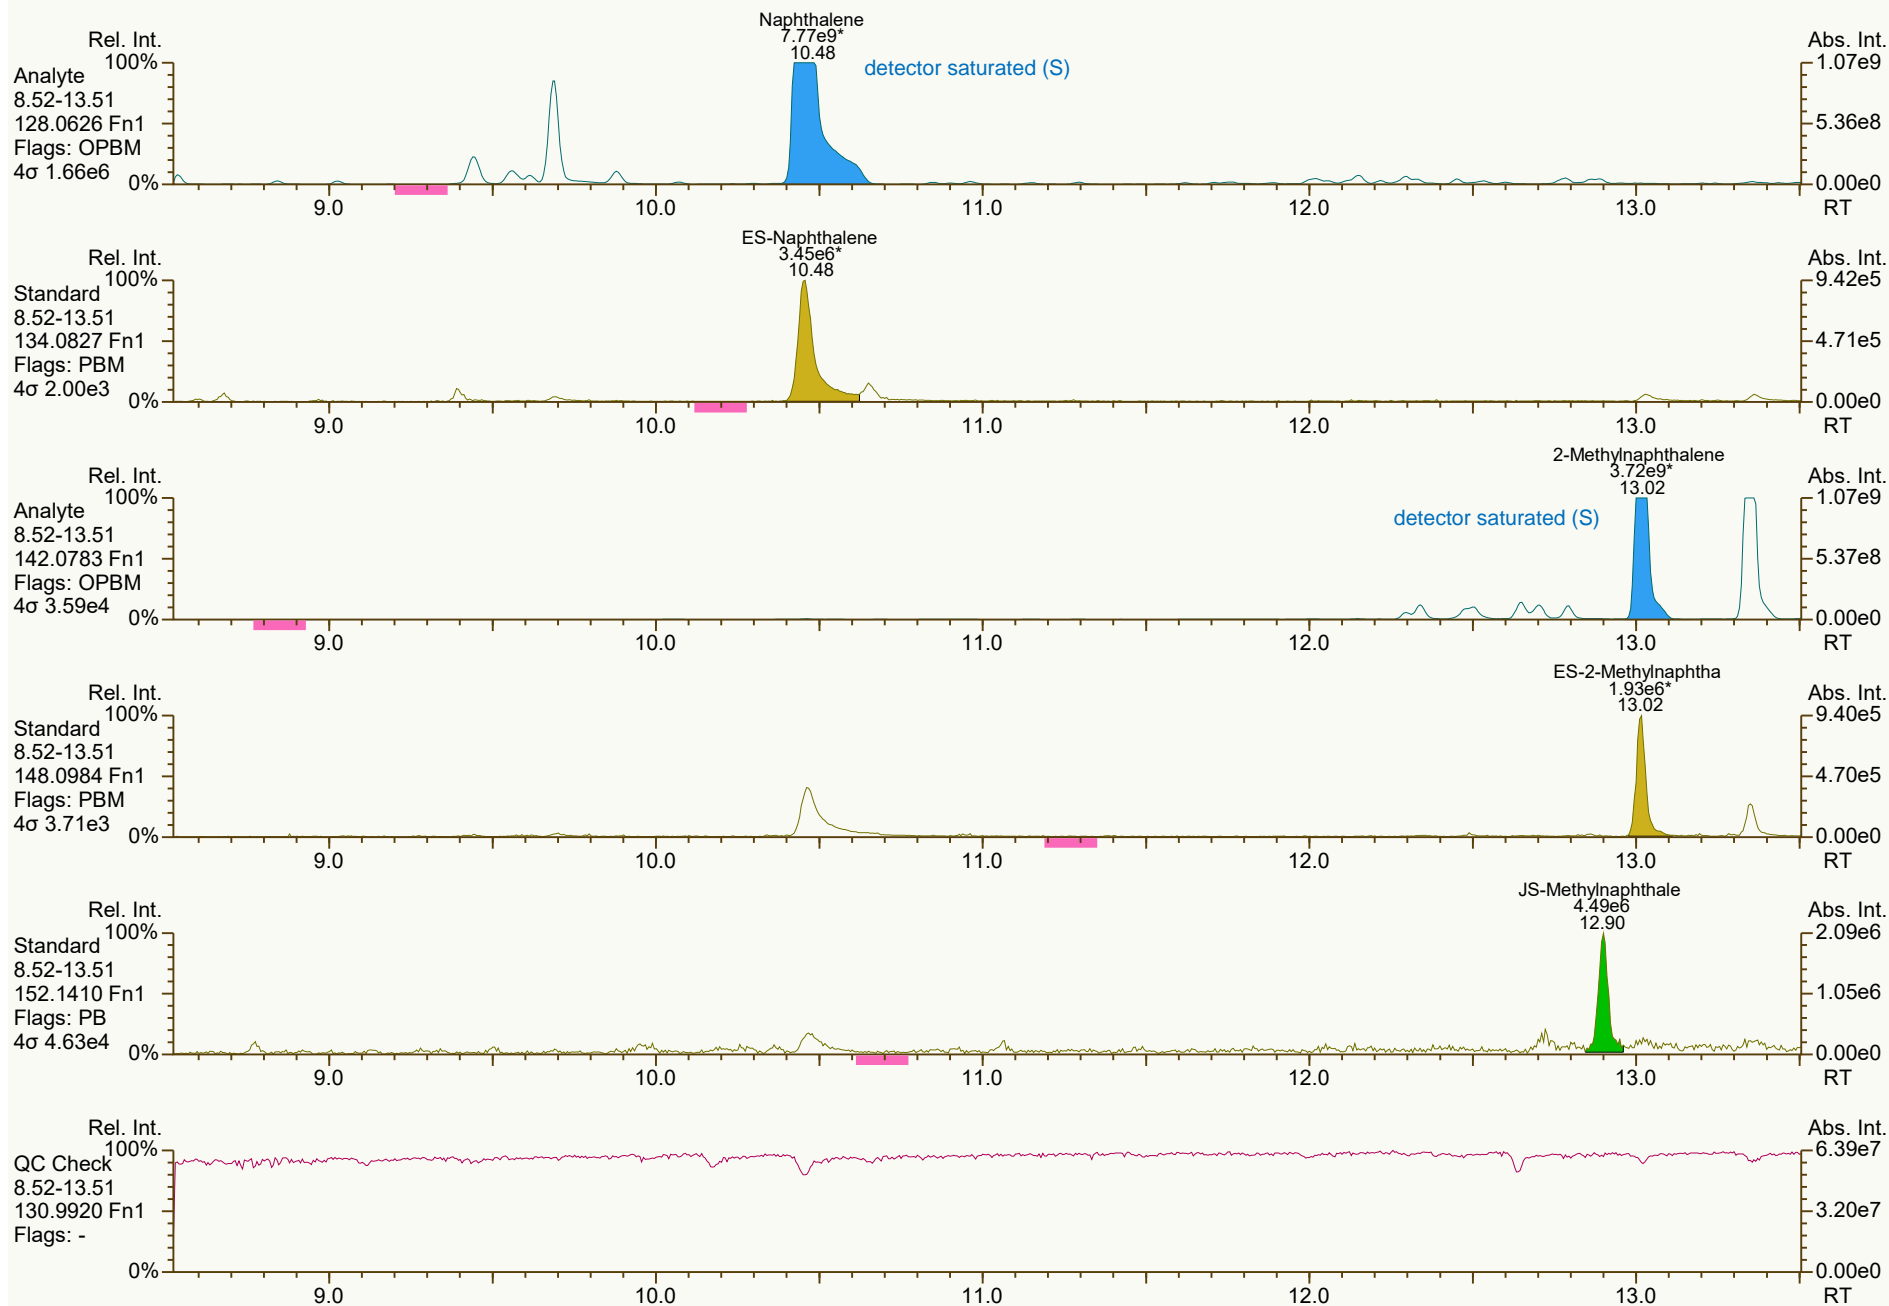 Naphthalene
7.77e9*
10.48
Rel. Int.
Abs. Int.
100%
1.07e9
detector saturated (S)
Analyte
8.52-13.51
128.0626 Fn1
5.36e8
Flags: OPBM
4σ 1.66e6
0%
0.00e0
9.0 10.0 11.0 12.0 13.0 RT
ES-Naphthalene
3.45e6*
10.48
Rel. Int.
Abs. Int.
100%
9.42e5
Standard
8.52-13.51
134.0827 Fn1
4.71e5
Flags: PBM
4σ 2.00e3
0%
0.00e0
9.0 10.0 11.0 12.0 13.0 RT
2-Methylnaphthalene
3.72e9*
13.02
Rel. Int.
Abs. Int.
100%
1.07e9
detector saturated (S)
Analyte
8.52-13.51
142.0783 Fn1
5.37e8
Flags: OPBM
4σ 3.59e4
0%
0.00e0
9.0 10.0 11.0 12.0 13.0 RT
ES-2-Methylnaphtha
1.93e6*
13.02
Rel. Int.
Abs. Int.
100%
9.40e5
Standard
8.52-13.51
148.0984 Fn1
4.70e5
Flags: PBM
4σ 3.71e3
0%
0.00e0
9.0 10.0 11.0 12.0 13.0 RT
JS-Methylnaphthale
4.49e6
12.90
Rel. Int.
Abs. Int.
100%
2.09e6
Standard
8.52-13.51
152.1410 Fn1
1.05e6
Flags: PB
4σ 4.63e4
0%
0.00e0
9.0 10.0 11.0 12.0 13.0 RT
Rel. Int.
Abs. Int.
100%
6.39e7
QC Check
8.52-13.51
130.9920 Fn1
3.20e7
Flags: -
0%
0.00e0
9.0 10.0 11.0 12.0 13.0 RT